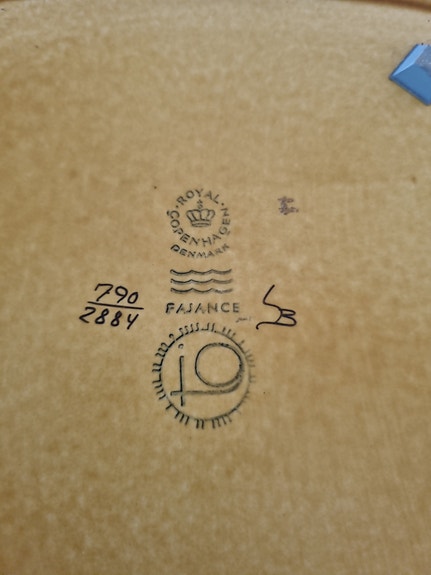 ROYAL
COPENHAGEN
DENMARK
790
2884
FAJANCE